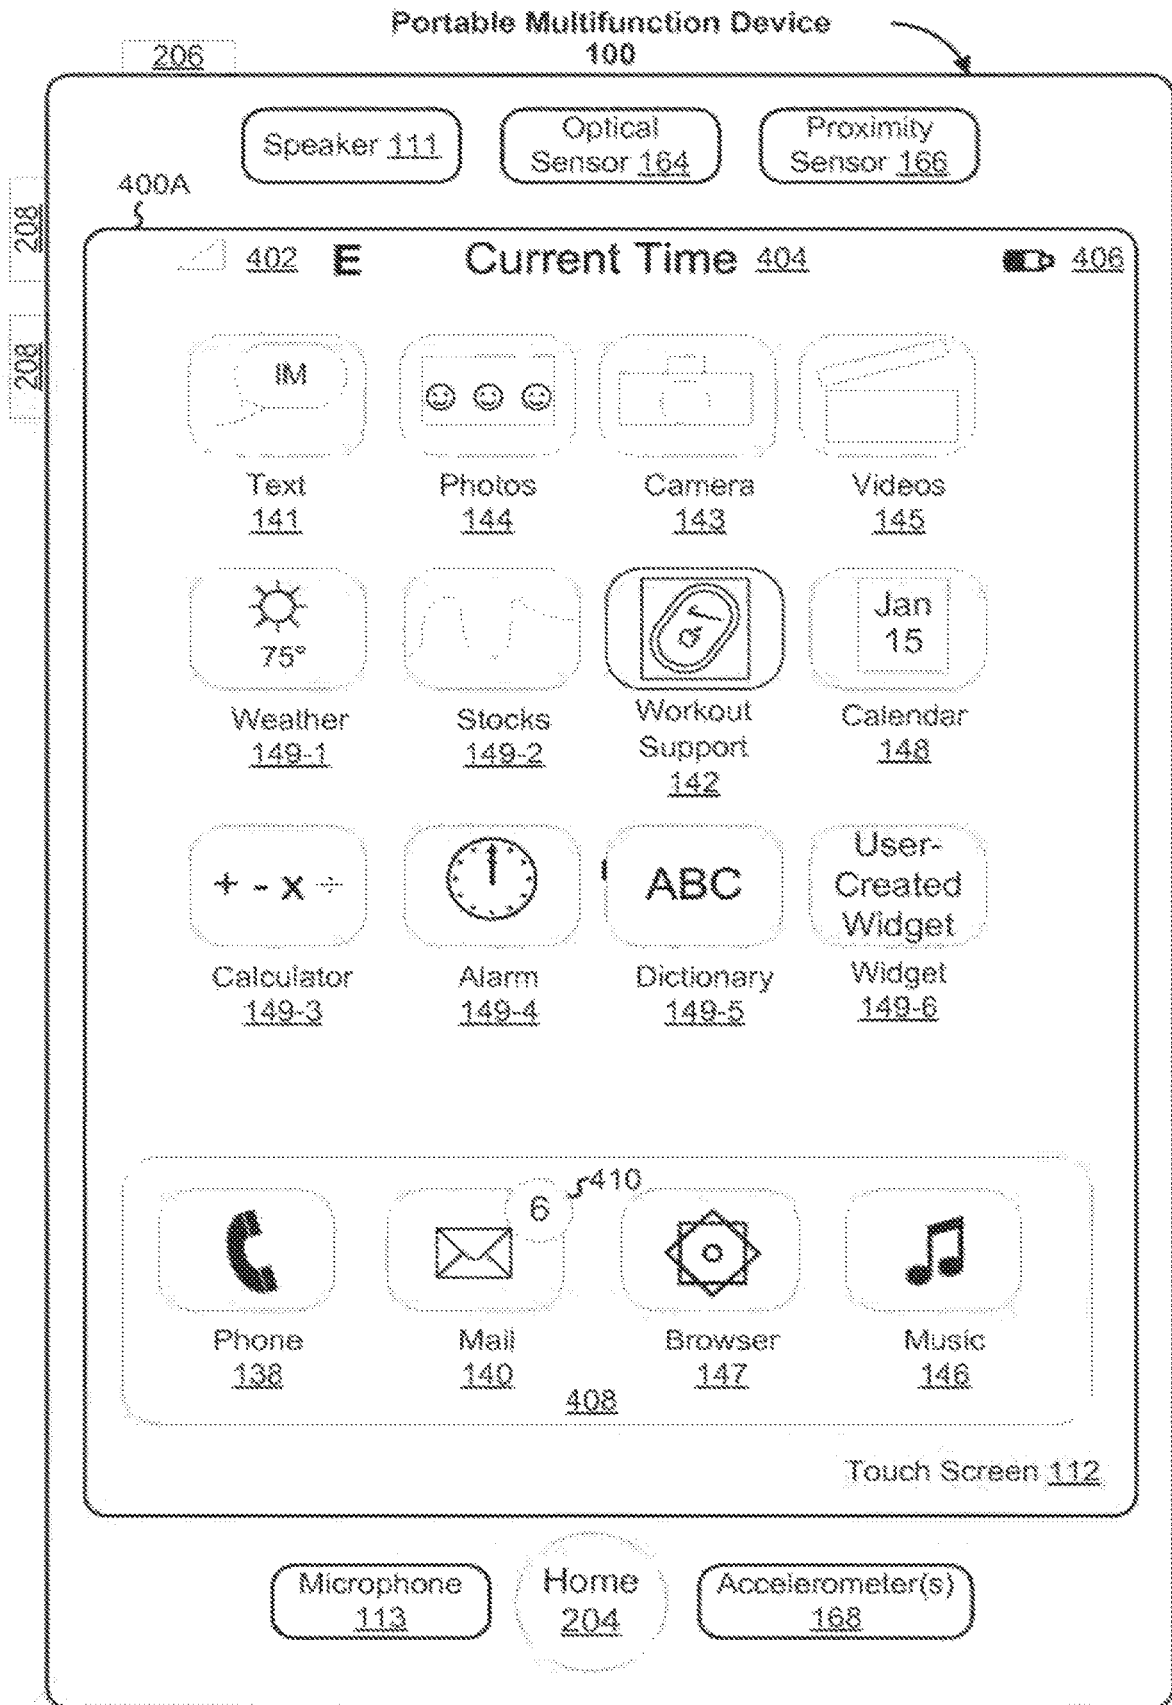 Portable Multifunction Device
100
206
Speaker 111
Optical
Sensor 164
Proximity
Sensor 166
400A
208
208
402 E Current Time 404 406
IM
Text
141
Photos
144
Camera
143
Videos
145
75°
Weather
149-1
Stocks
149-2
Workout
Support
142
Jan
15
Calendar
148
+ - x ÷
Calculator
149-3
Alarm
149-4
ABC
Dictionary
149-5
User-
Created
Widget
Widget
149-6
Phone
138
6
410
Mail
140
Browser
147
Music
146
408
Touch Screen 112
Microphone
113
Home
204
Accelerometer(s)
168